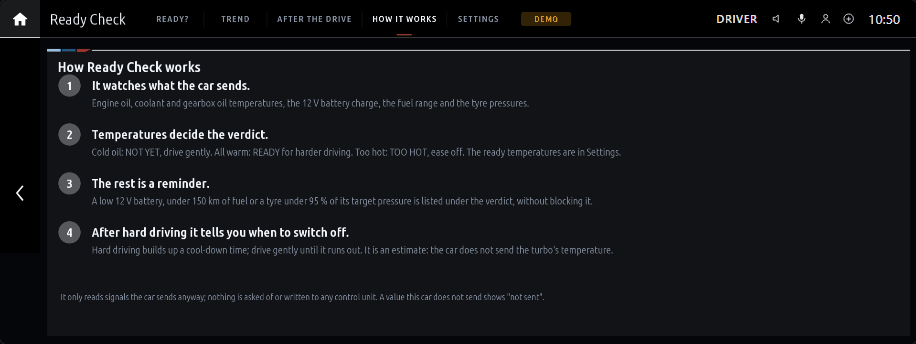 Ready Check
READY?
TREND
AFTER THE DRIVE
HOW IT WORKS
SETTINGS
DEMO
DRIVER
10:50
How Ready Check works
1
It watches what the car sends.
Engine oil, coolant and gearbox oil temperatures, the 12 V battery charge, the fuel range and the tyre pressures.
2
Temperatures decide the verdict.
Cold oil: NOT YET, drive gently. All warm: READY for harder driving. Too hot: TOO HOT, ease off. The ready temperatures are in Settings.
3
The rest is a reminder.
A low 12 V battery, under 150 km of fuel or a tyre under 95 % of its target pressure is listed under the verdict, without blocking it.
4
After hard driving it tells you when to switch off.
Hard driving builds up a cool-down time; drive gently until it runs out. It is an estimate: the car does not send the turbo's temperature.
It only reads signals the car sends anyway; nothing is asked of or written to any control unit. A value this car does not send shows "not sent".